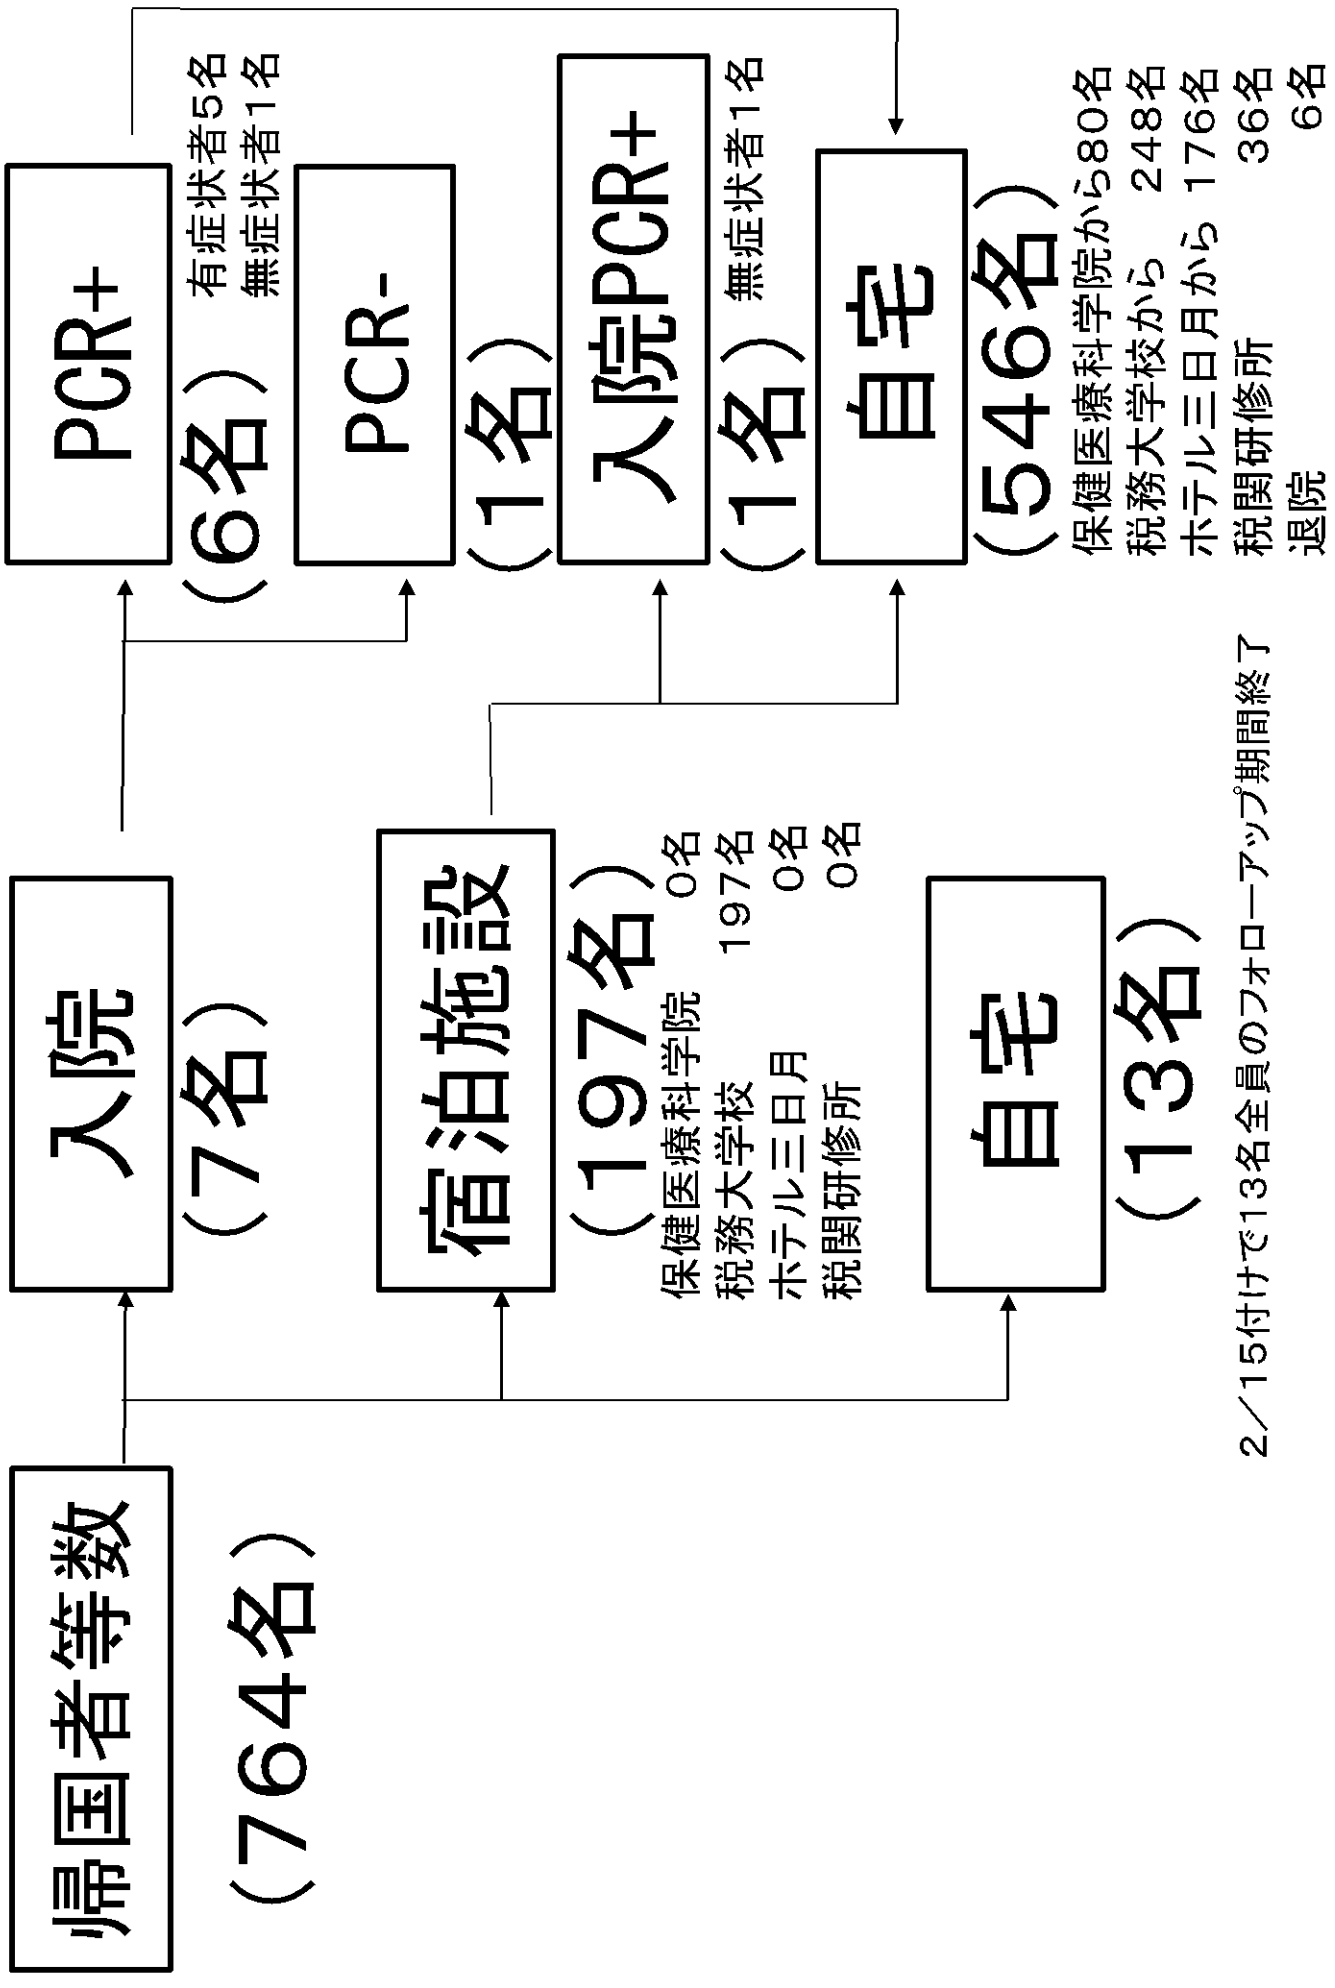 帰国者等数
(764名)
入院
(7名)
宿泊施設
(197名)
保健医療科学院 0名
税務大学校 197名
ホテル三日月 0名
税関研修所 0名
自宅
(13名)
2/15付けで13名全員のフォローアップ期間終了
PCR+
(6名)
有症状者5名
無症状者1名
PCR-
(1名)
入院PCR+
(1名)
無症状者1名
自宅
(546名)
保健医療科学院から80名
税務大学校から 248名
ホテル三日月から 176名
税関研修所 36名
退院 6名